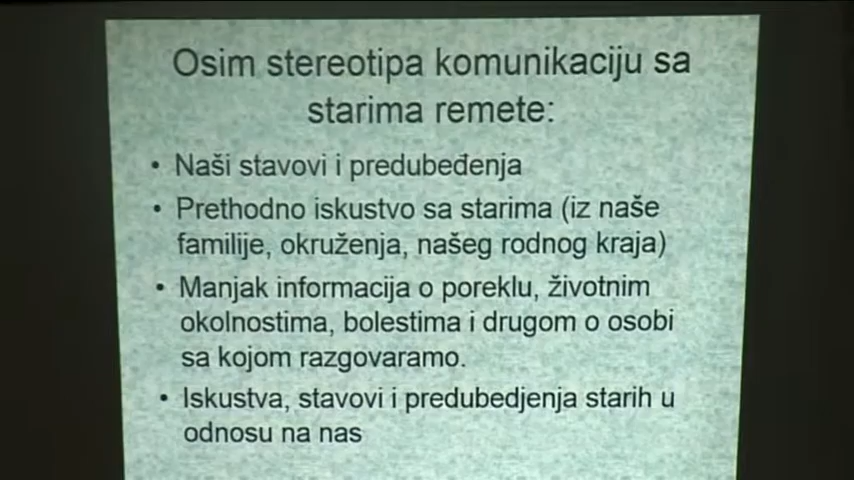 Osim stereotipa komunikaciju sa
starima remete:
• Naši stavovi i predubeđenja
• Prethodno iskustvo sa starima (iz naše
familije, okruženja, našeg rodnog kraja)
• Manjak informacija o poreklu, životnim
okolnostima, bolestima i drugom o osobi
sa kojom razgovaramo.
• Iskustva, stavovi i predubedjenja starih u
odnosu na nas